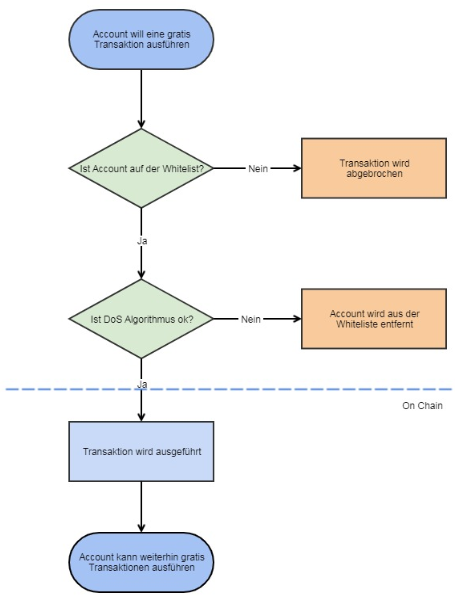 Account will eine gratis
Transaktion ausführen
Ist Account auf der Whitelist?
Nein
Transaktion wird
abgebrochen
Ja
Ist DoS Algorithmus ok?
Nein
Account wird aus der
Whiteliste entfernt
Ja
On Chain
Transaktion wird ausgeführt
Account kann weiterhin gratis
Transaktionen ausführen